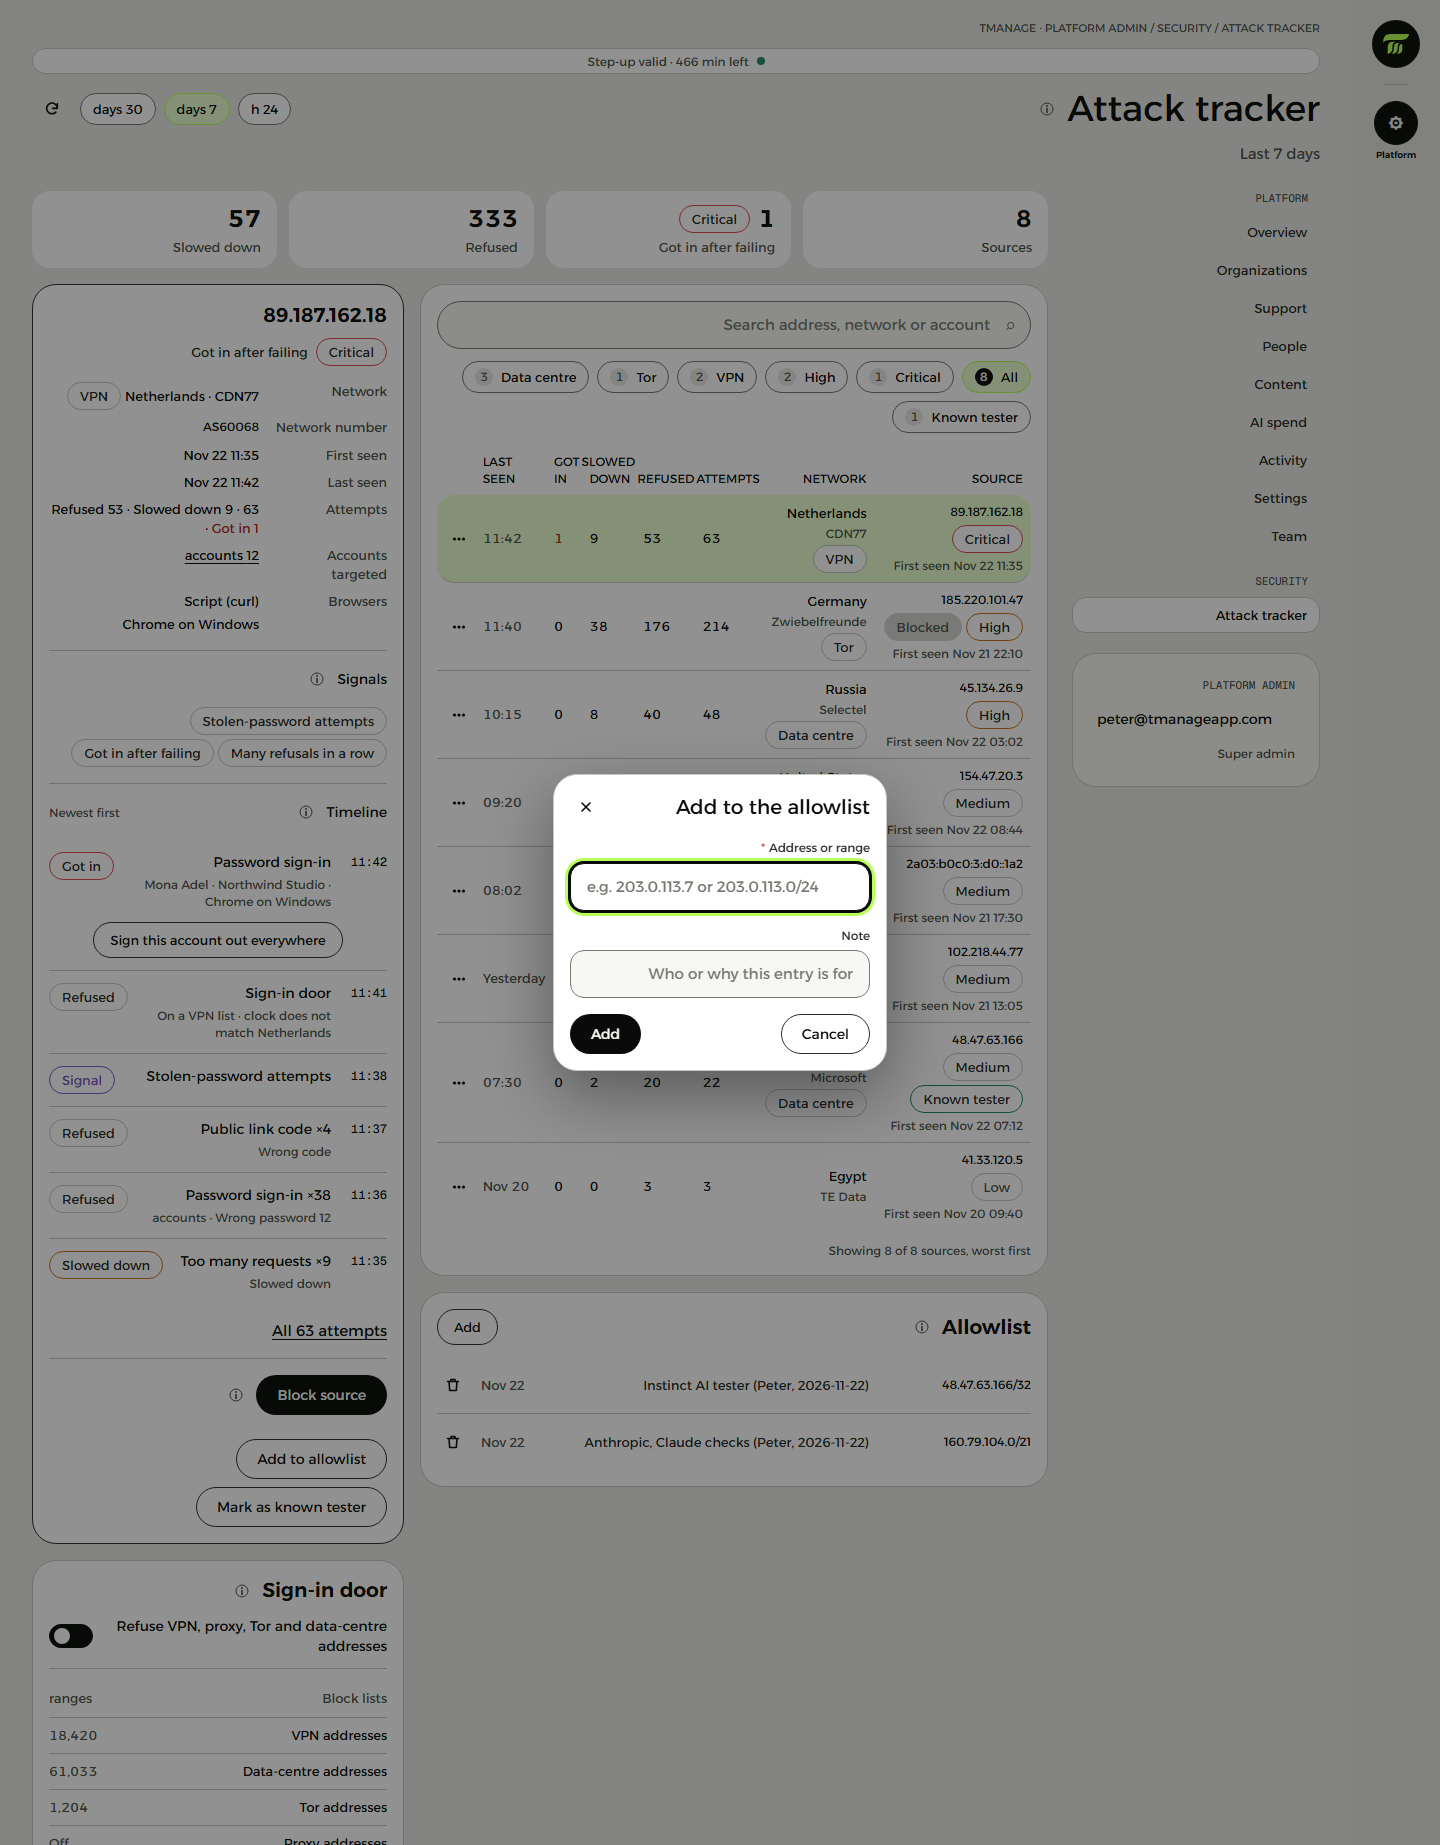 TMANAGE · PLATFORM ADMIN / SECURITY / ATTACK TRACKER
Step-up valid · 466 min left
Attack tracker
days 30
days 7
h 24
Last 7 days
Platform
57
Slowed down
333
Refused
Critical 1
Got in after failing
8
Sources
PLATFORM
Overview
Organizations
Support
People
Content
AI spend
Activity
Settings
Team
SECURITY
Attack tracker
PLATFORM ADMIN
peter@tmanageapp.com
Super admin
89.187.162.18
Got in after failing Critical
VPN Netherlands · CDN77 Network
AS60068 Network number
Nov 22 11:35 First seen
Nov 22 11:42 Last seen
Refused 53 · Slowed down 9 · 63 Attempts
· Got in 1
accounts 12 Accounts
targeted
Script (curl) Browsers
Chrome on Windows
Signals
Stolen-password attempts
Got in after failing Many refusals in a row
Newest first Timeline
Got in Password sign-in 11:42
Mona Adel · Northwind Studio ·
Chrome on Windows
Sign this account out everywhere
Refused Sign-in door 11:41
On a VPN list · clock does not
match Netherlands
Signal Stolen-password attempts 11:38
Refused Public link code ×4 11:37
Wrong code
Refused Password sign-in ×38 11:36
accounts · Wrong password 12
Slowed down Too many requests ×9 11:35
Slowed down
All 63 attempts
Block source
Add to allowlist
Mark as known tester
Sign-in door
Refuse VPN, proxy, Tor and data-centre
addresses
ranges Block lists
18,420 VPN addresses
61,033 Data-centre addresses
1,204 Tor addresses
Off Proxy addresses
Search address, network or account
3 Data centre
1 Tor
2 VPN
2 High
1 Critical
8 All
1 Known tester
LAST SEEN
GOT IN
SLOWED DOWN
REFUSED
ATTEMPTS
NETWORK
SOURCE
11:42 1 9 53 63
Netherlands
CDN77
VPN
89.187.162.18
Critical
First seen Nov 22 11:35
11:40 0 38 176 214
Germany
Zwiebelfreunde
Tor
185.220.101.47
Blocked High
First seen Nov 21 22:10
10:15 0 8 40 48
Russia
Selectel
Data centre
45.134.26.9
High
First seen Nov 22 03:02
09:20
154.47.20.3
Medium
First seen Nov 22 08:44
08:02
2a03:b0c0:3:d0::1a2
Medium
First seen Nov 21 17:30
Yesterday
102.218.44.77
Medium
First seen Nov 21 13:05
07:30 0 2 20 22
Microsoft
Data centre
48.47.63.166
Medium
Known tester
First seen Nov 22 07:12
Nov 20 0 0 3 3
Egypt
TE Data
41.33.120.5
Low
First seen Nov 20 09:40
Showing 8 of 8 sources, worst first
Add to the allowlist
* Address or range
e.g. 203.0.113.7 or 203.0.113.0/24
Note
Who or why this entry is for
Add
Cancel
Add Allowlist
Nov 22 Instinct AI tester (Peter, 2026-11-22) 48.47.63.166/32
Nov 22 Anthropic, Claude checks (Peter, 2026-11-22) 160.79.104.0/21